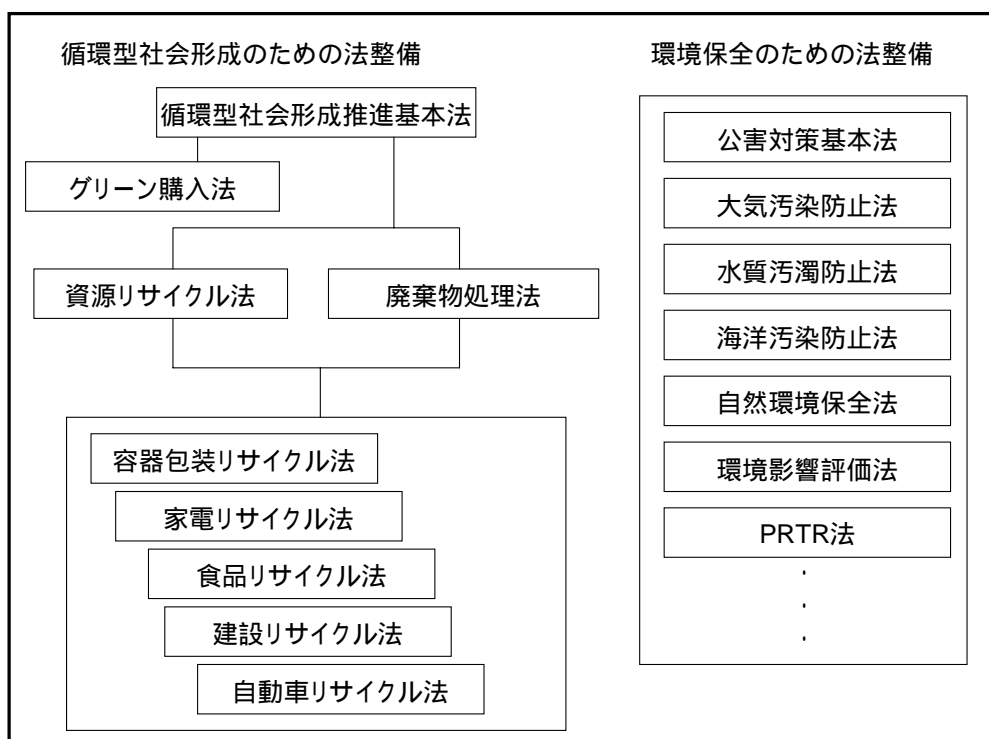 循環型社会形成のための法整備
循環型社会形成推進基本法
グリーン購入法
資源リサイクル法
廃棄物処理法
容器包装リサイクル法
家電リサイクル法
食品リサイクル法
建設リサイクル法
自動車リサイクル法
環境保全のための法整備
公害対策基本法
大気汚染防止法
水質汚濁防止法
海洋汚染防止法
自然環境保全法
環境影響評価法
PRTR法
・
・
・